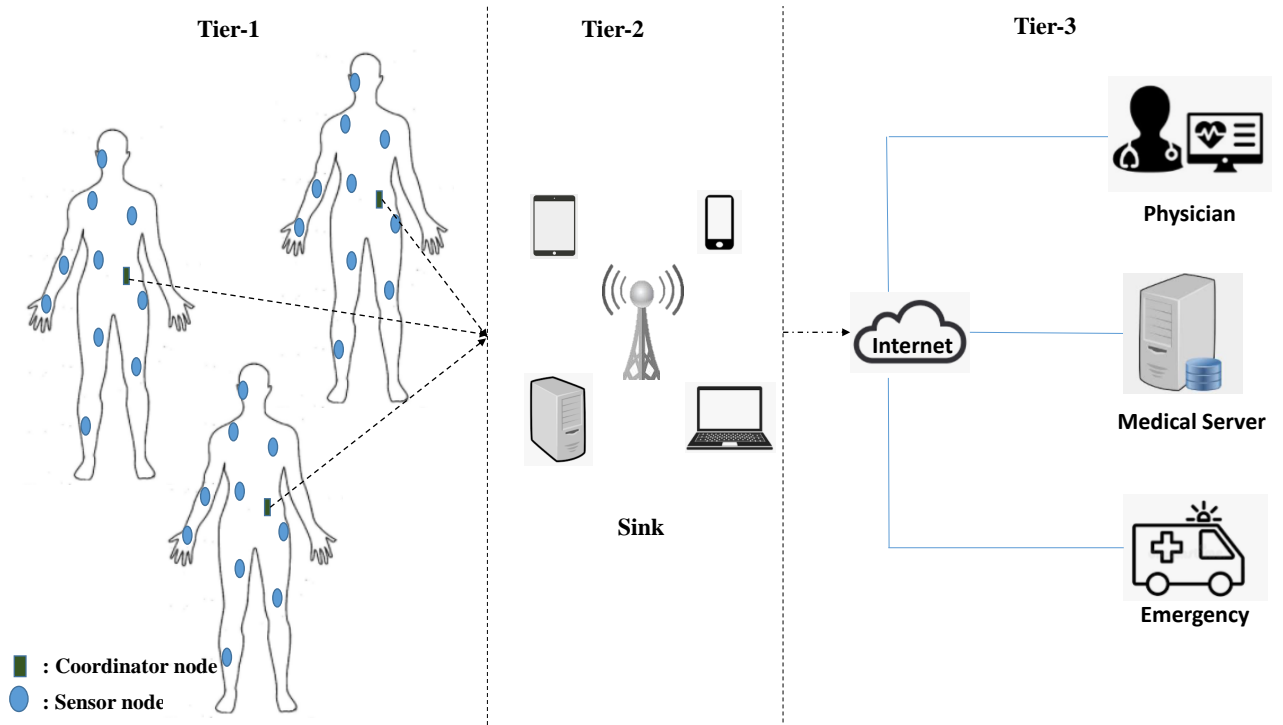 Tier-1
Tier-2
Tier-3
Physician
Internet
Medical Server
Sink
Emergency
: Coordinator node
: Sensor node